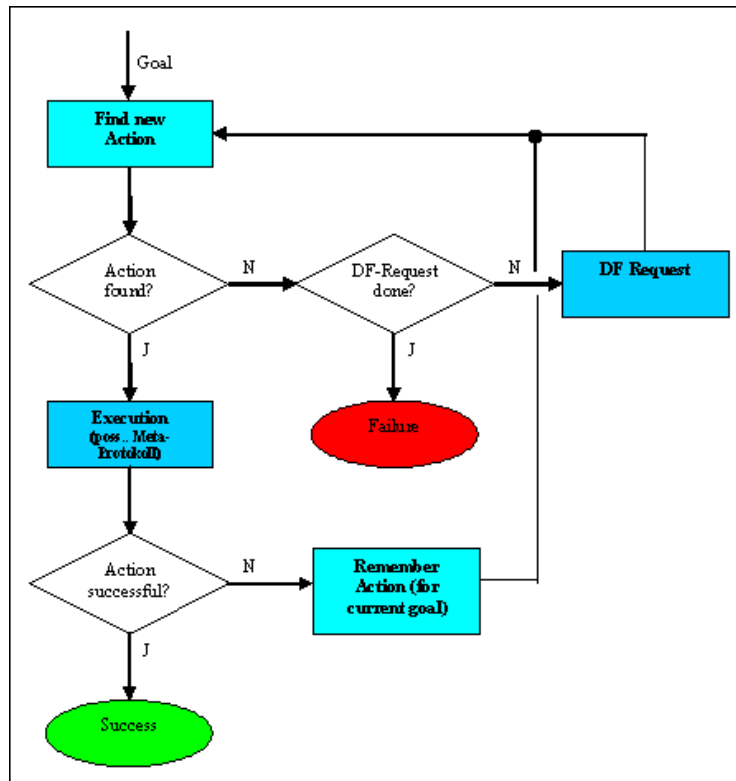 Goal
Find new
Action
Action
found?
N
DF-Request
done?
N
DF Request
J
J
Execution
(poss.. Meta-
Protokoll)
Failure
Action
successful?
N
Remember
Action (for
current goal)
J
Success